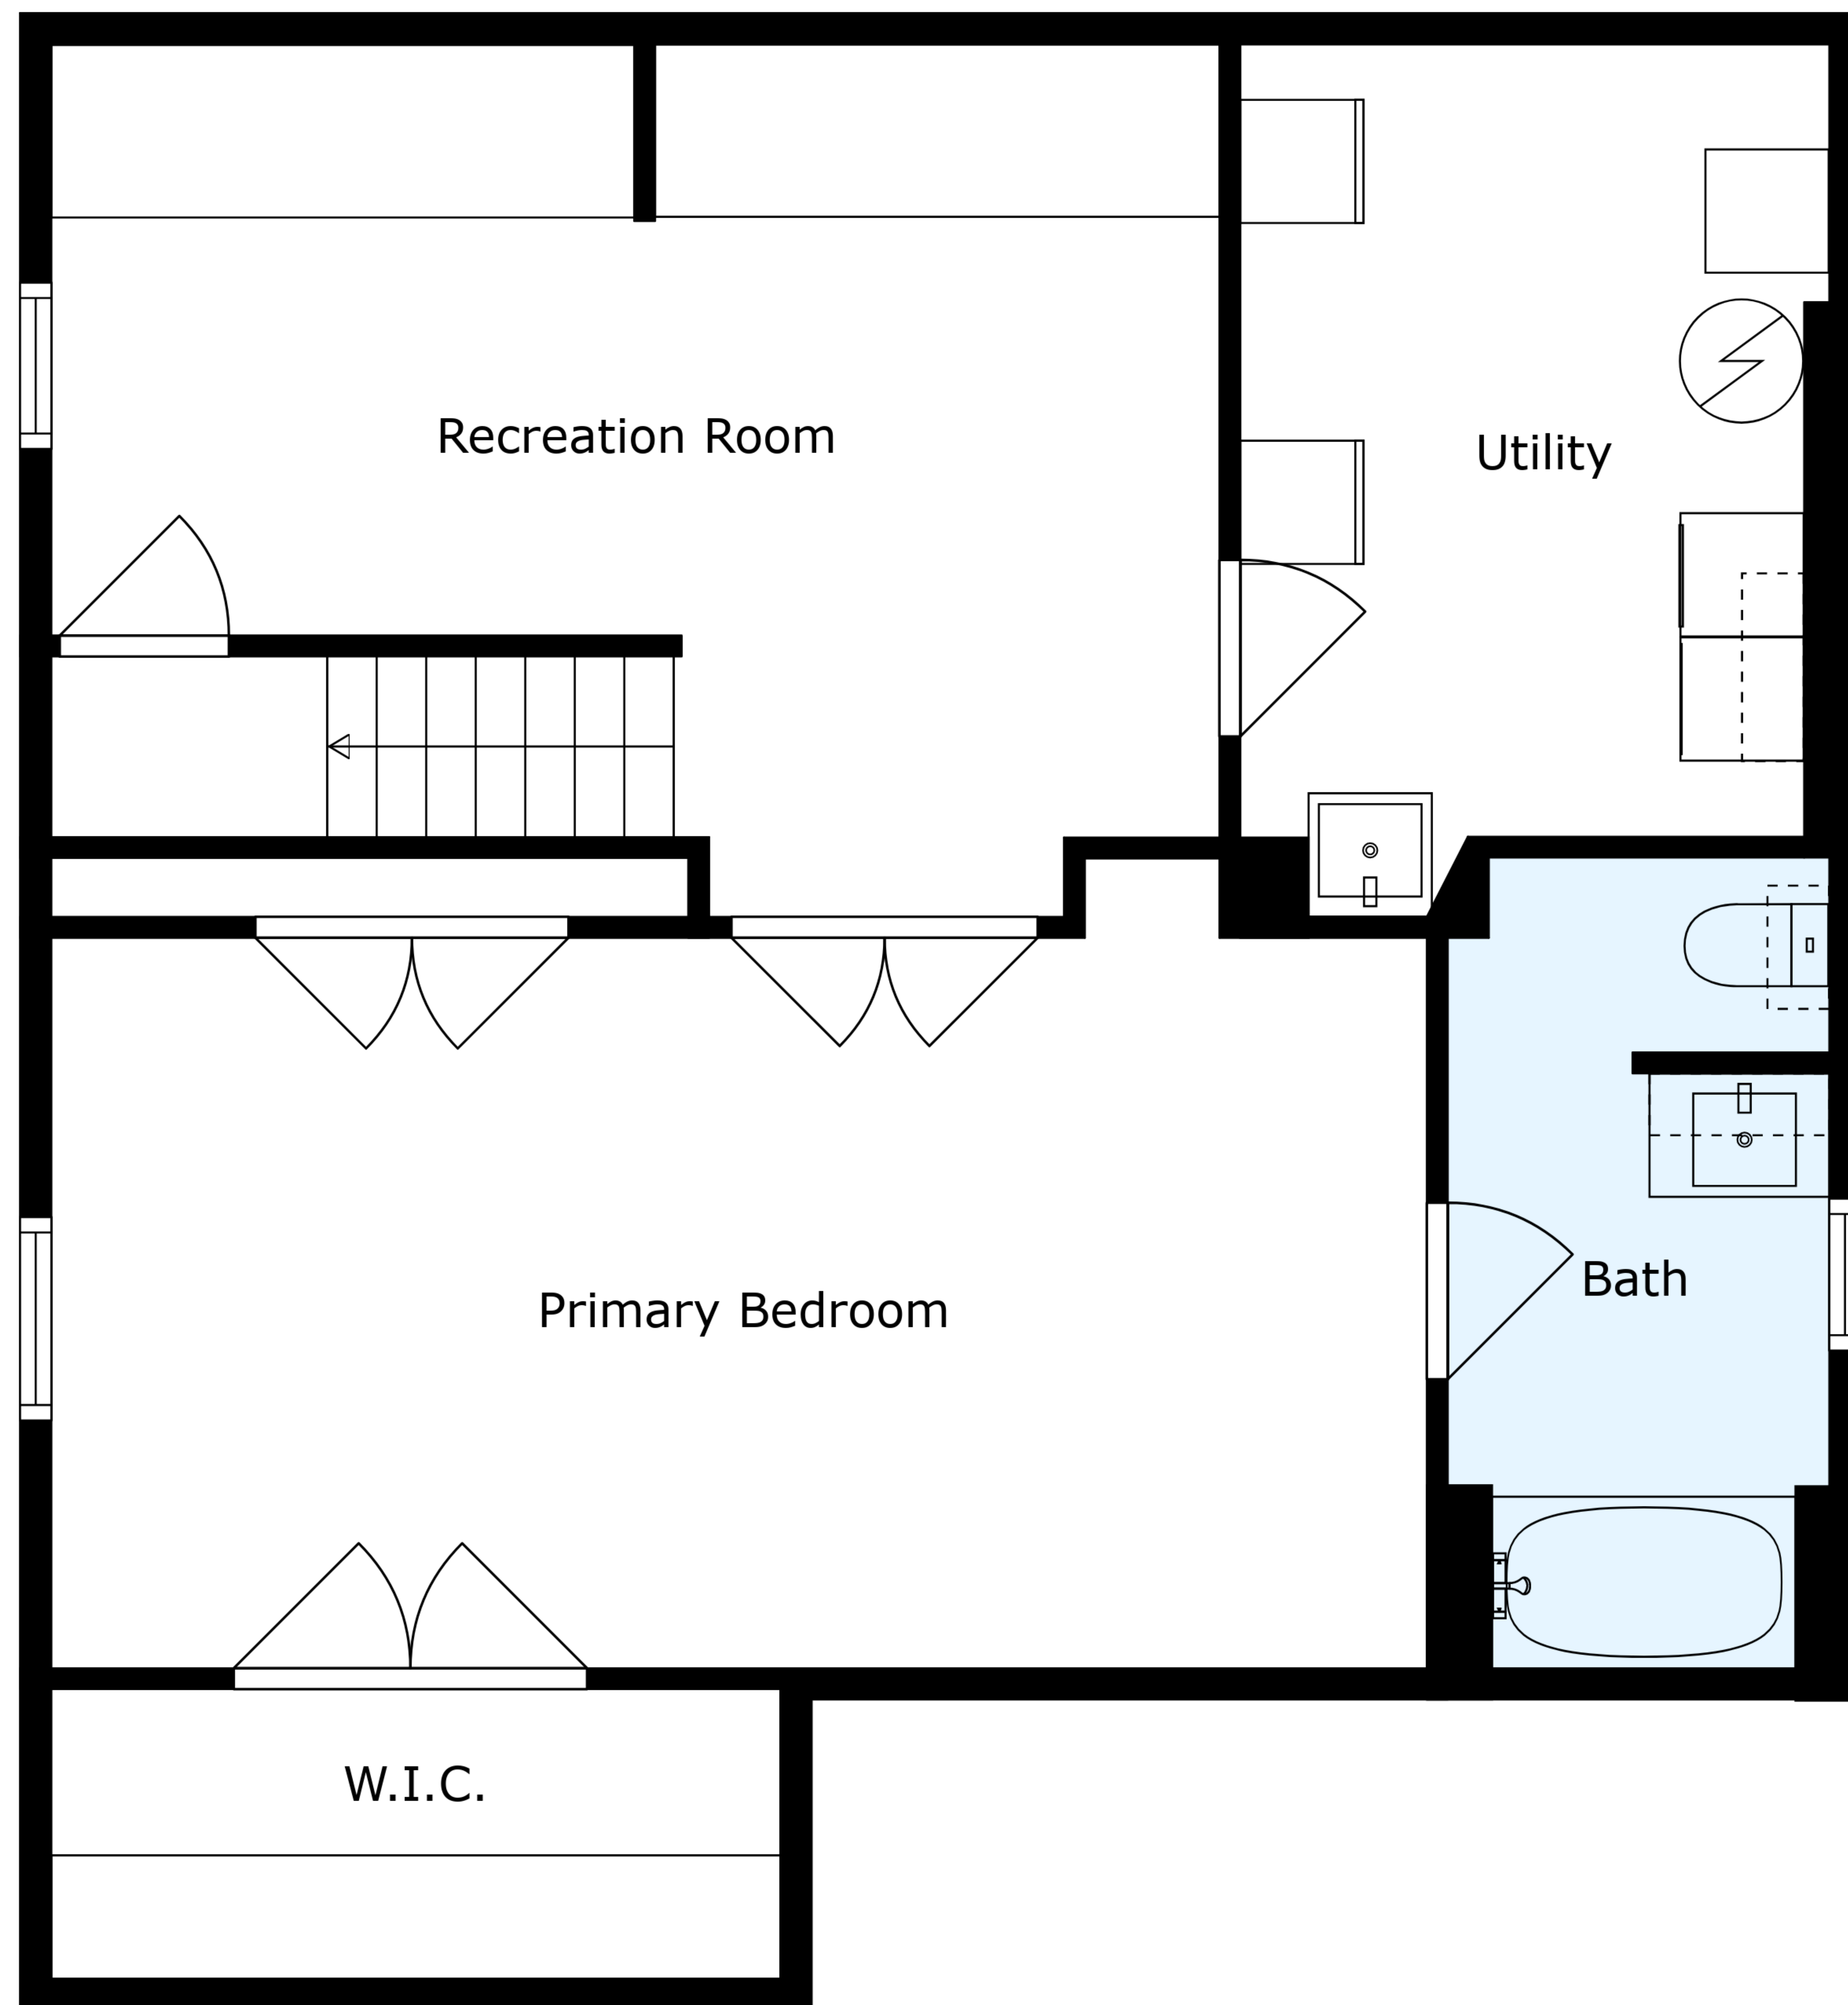 Recreation Room
Utility
Bath
Primary Bedroom
W.I.C.